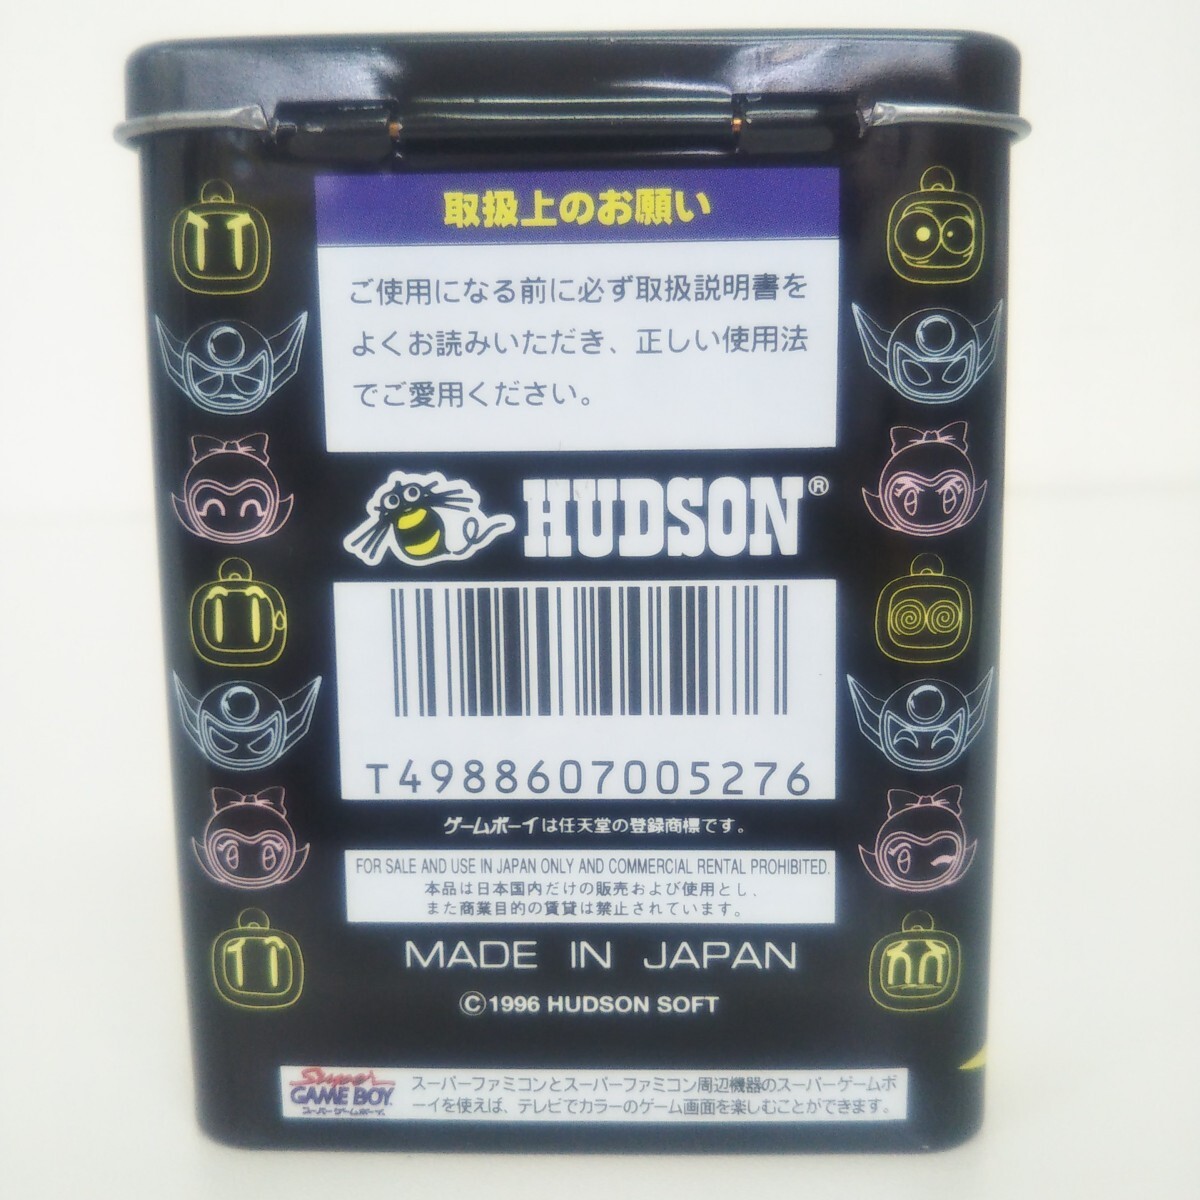 取扱上のお願い
ご使用になる前に必ず取扱説明書を
よくお読みいただき、正しい使用法
でご愛用ください。
HUDSON®
T4988607005276
ゲームボーイは任天堂の登録商標です。
FOR SALE AND USE IN JAPAN ONLY AND COMMERCIAL RENTAL PROHIBITED.
本品は日本国内だけの販売および使用とし、
また商業目的の賃貸は禁止されています。
MADE IN JAPAN
©1996 HUDSON SOFT
Super
GAME BOY
スーパーゲームボーイ
スーパーファミコンとスーパーファミコン周辺機器のスーパーゲームボ
ーイを使えば、テレビでカラーのゲーム画面を楽しむことができます。